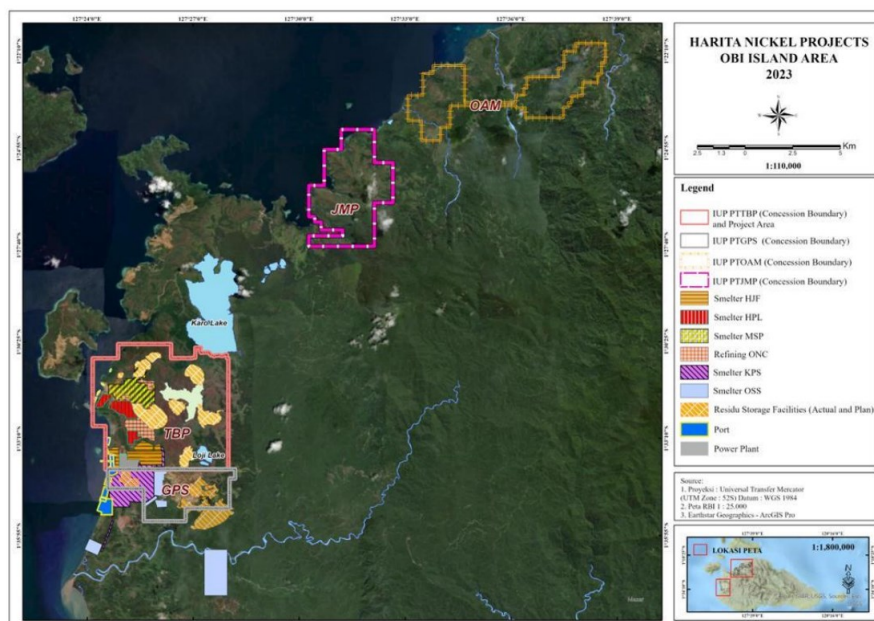 127°24'0"E 127°27'0"E 127°30'0"E 127°33'0"E 127°36'0"E 127°39'0"E
HARITA NICKEL PROJECTS
OBI ISLAND AREA
2023
Km
1:110,000
OAM
JMP
Karo Lake
TBP
Loji Lake
GPS
Legend
IUP PTTBP (Concession Boundary)
and Project Area
IUP PTGPS (Concession Boundary)
IUP PTOAM (Concession Boundary)
IUP PTJMP (Concession Boundary)
Smelter HJF
Smelter HPL
Smelter MSP
Refining ONC
Smelter KPS
Smelter OSS
Residu Storage Facilities (Actual and Plan)
Port
Power Plant
Source:
1. Proyeksi : Universal Transfer Mercator
(UTM Zone : 52S) Datum : WGS 1984
2. Peta RBI 1 : 25.000
3. Earthstar Geographics - ArcGIS Pro
LOKASI PETA
1:1,800,000